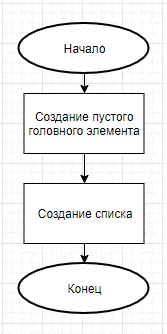 Начало
Создание пустого
головного элемента
Создание списка
Конец